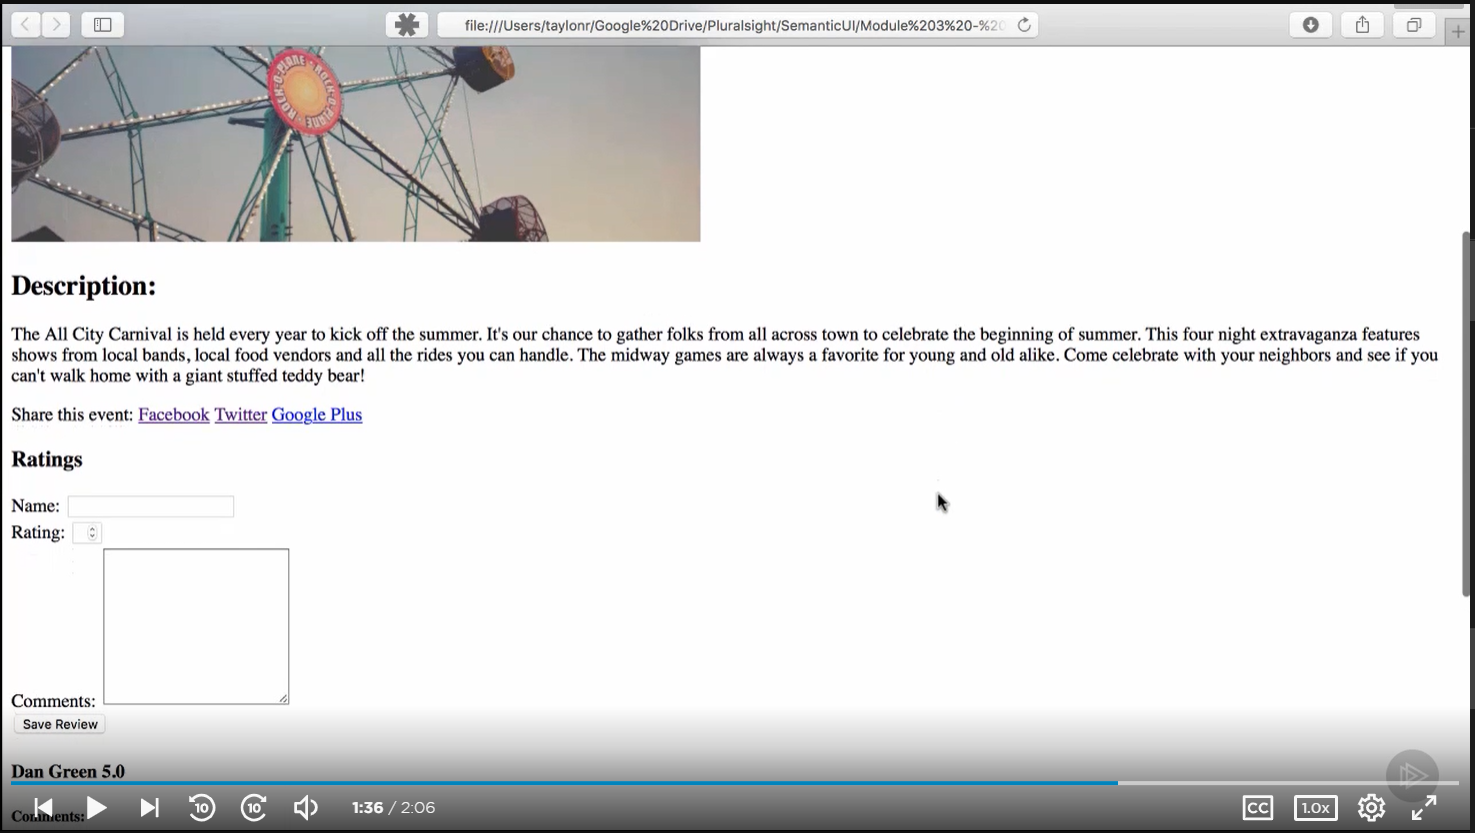 file:///Users/taylonr/Google%20Drive/Pluralsight/SemanticUI/Module%203%20-%20
ROCK-O-PLANE ROCK-O-PLANE
Description:
The All City Carnival is held every year to kick off the summer. It's our chance to gather folks from all across town to celebrate the beginning of summer. This four night extravaganza features
shows from local bands, local food vendors and all the rides you can handle. The midway games are always a favorite for young and old alike. Come celebrate with your neighbors and see if you
can't walk home with a giant stuffed teddy bear!
Share this event: Facebook Twitter Google Plus
Ratings
Name:
Rating:
Comments:
Save Review
Dan Green 5.0
Comments:
10 10 1:36 / 2:06 CC 1.0x